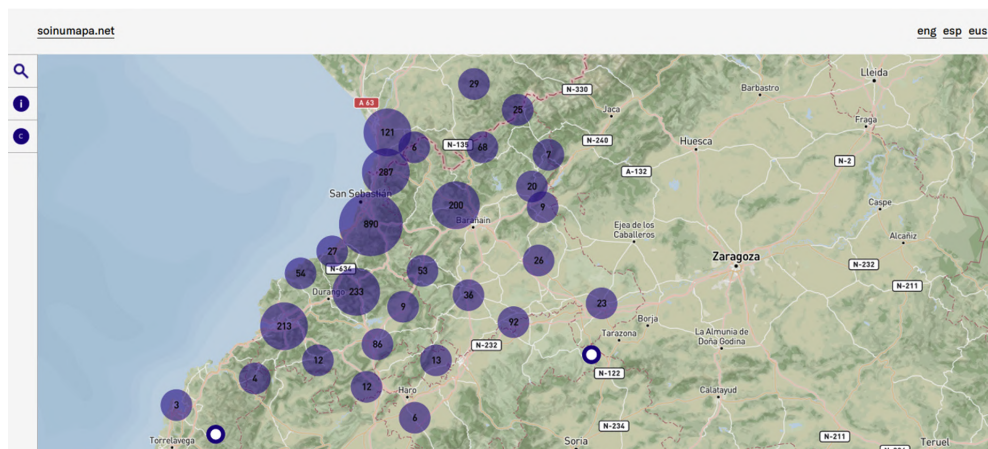 soinumapa.net
eng esp eus
i
c
29
N-330
Lleida
Barbastro
A 63
25
Jaca
Fraga
121
6
N-135
68
N-240
Huesca
7
N-2
287
A-132
20
San Sebastián
200
9
Caspe
890
Barañain
Ejea de los
Caballeros
Alcañiz
27
Zaragoza
N-634
53
26
N-232
54
Durango
233
36
N-211
9
23
213
92
Borja
Tarazona
La Almunia de
Doña Godina
86
N-232
12
13
N-122
4
12
Haro
Calatayud
3
6
N-234
Torrelavega
Soria
N-211
Teruel